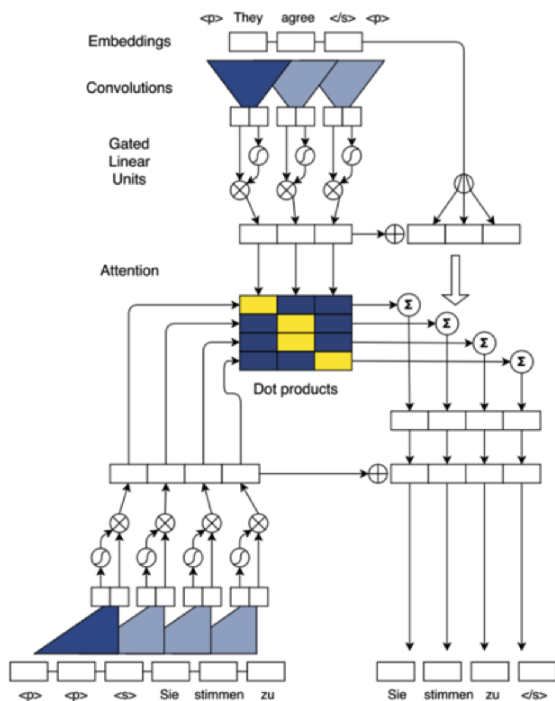 <p> They agree </s> <p>
Embeddings
Convolutions
Gated
Linear
Units
Attention
Σ
Σ
Σ
Σ
Dot products
Sie stimmen zu </s>
<p> <p> <s> Sie stimmen zu